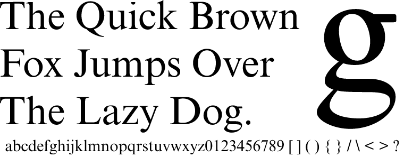 The Quick Brown
Fox Jumps Over
The Lazy Dog.
g
abcdefghijklmnopqrstuvwxyz0123456789 [ ] ( ) { } / \ < > ?